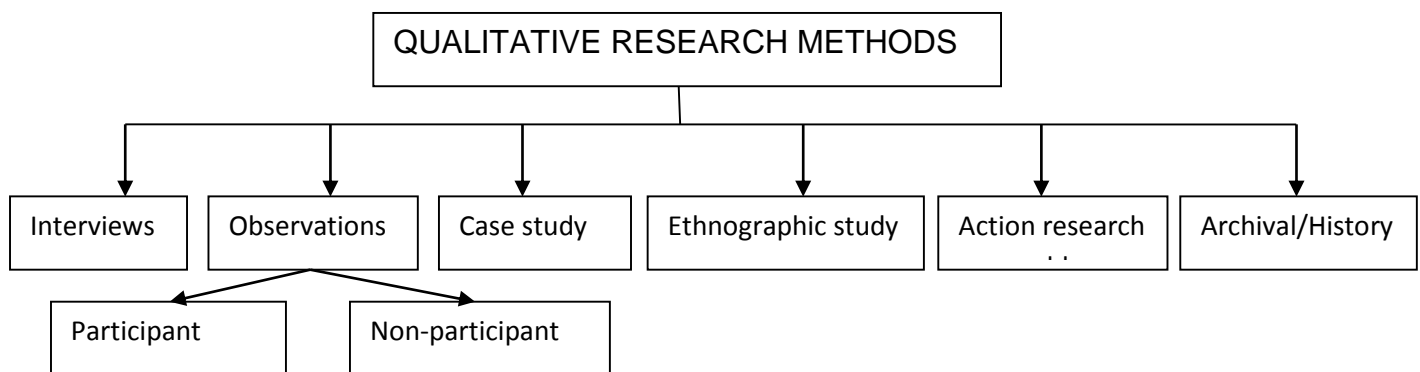 QUALITATIVE RESEARCH METHODS
Interviews
Observations
Case study
Ethnographic study
Action research
Archival/History
Participant
Non-participant